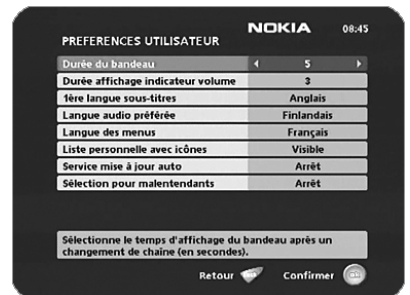 NOKIA 08:45
PREFERENCES UTILISATEUR
Durée du bandeau 5
Durée affichage indicateur volume 3
1ère langue sous-titres Anglais
Langue audio préférée Finlandais
Langue des menus Français
Liste personnelle avec icônes Visible
Service mise à jour auto Arrêt
Sélection pour malentendants Arrêt
Sélectionne le temps d'affichage du bandeau après un
changement de chaîne (en secondes).
Retour Confirmer